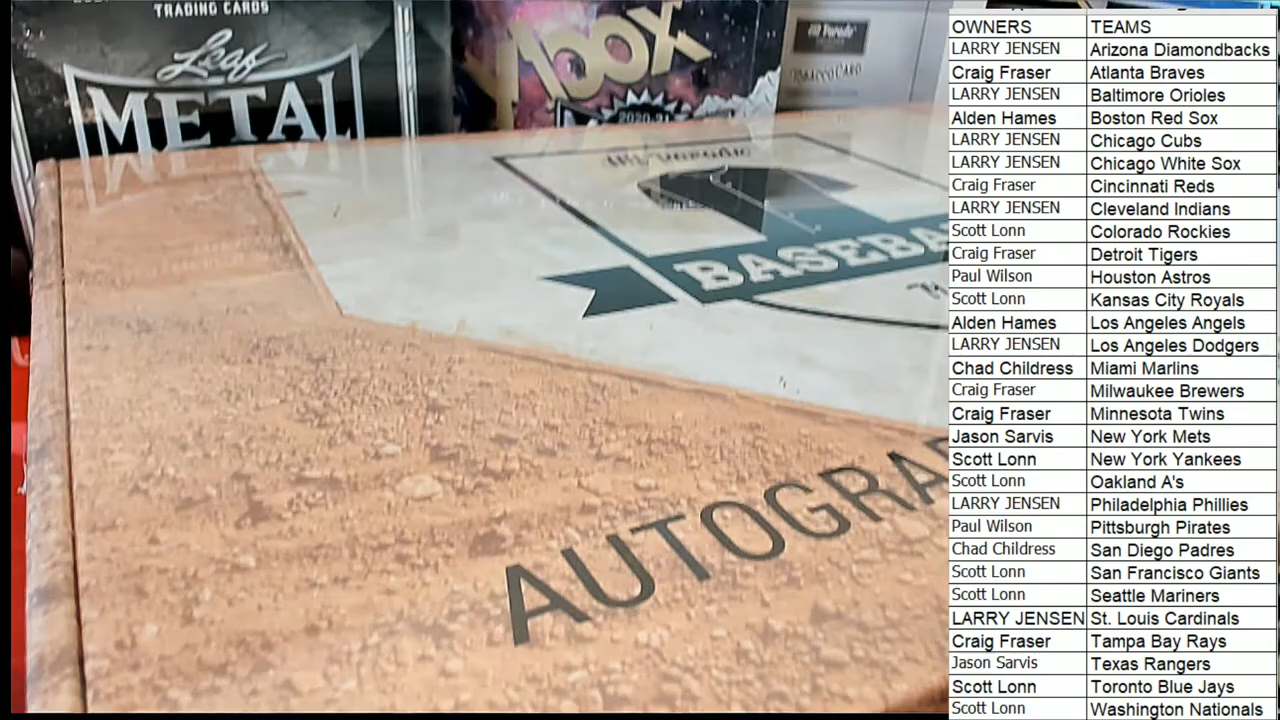 TRADING CARDS
Leaf
METAL
100X
2020-21
Hit Parade
BASEBA
AUTOGRA
OWNERS TEAMS
LARRY JENSEN Arizona Diamondbacks
Craig Fraser Atlanta Braves
LARRY JENSEN Baltimore Orioles
Alden Hames Boston Red Sox
LARRY JENSEN Chicago Cubs
LARRY JENSEN Chicago White Sox
Craig Fraser Cincinnati Reds
LARRY JENSEN Cleveland Indians
Scott Lonn Colorado Rockies
Craig Fraser Detroit Tigers
Paul Wilson Houston Astros
Scott Lonn Kansas City Royals
Alden Hames Los Angeles Angels
LARRY JENSEN Los Angeles Dodgers
Chad Childress Miami Marlins
Craig Fraser Milwaukee Brewers
Craig Fraser Minnesota Twins
Jason Sarvis New York Mets
Scott Lonn New York Yankees
Scott Lonn Oakland A's
LARRY JENSEN Philadelphia Phillies
Paul Wilson Pittsburgh Pirates
Chad Childress San Diego Padres
Scott Lonn San Francisco Giants
Scott Lonn Seattle Mariners
LARRY JENSEN St. Louis Cardinals
Craig Fraser Tampa Bay Rays
Jason Sarvis Texas Rangers
Scott Lonn Toronto Blue Jays
Scott Lonn Washington Nationals